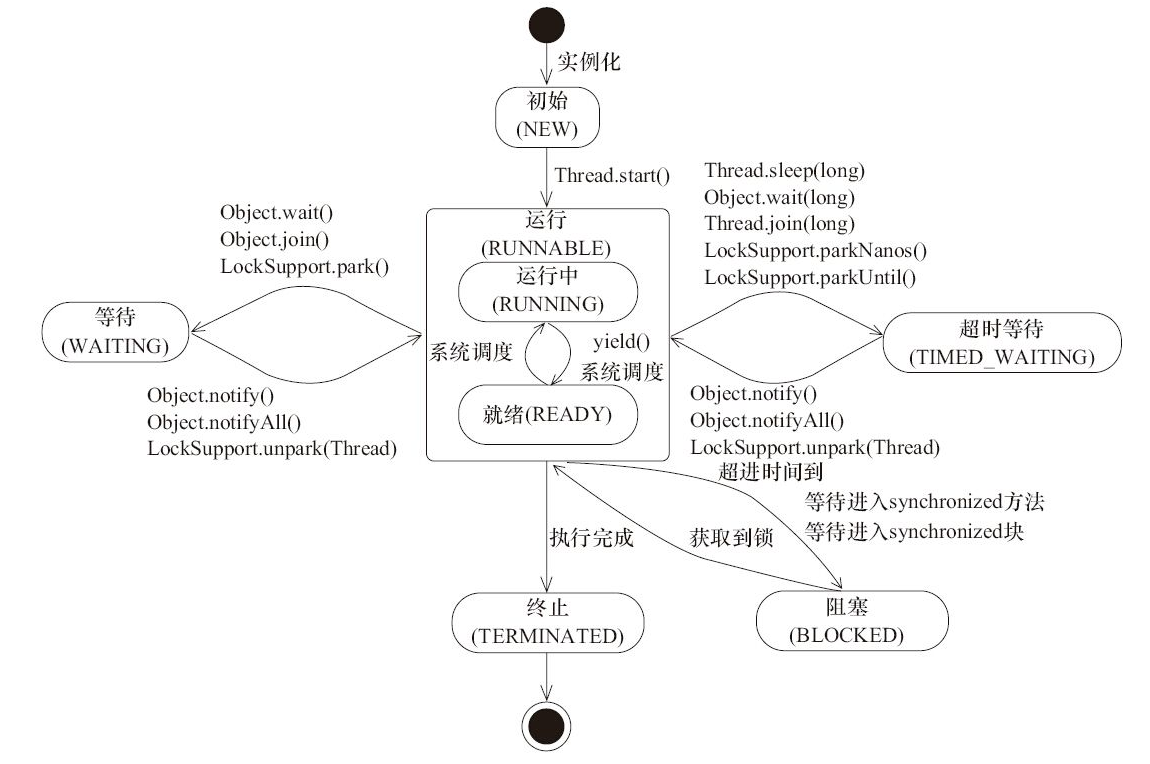 实例化
初始
(NEW)
Thread.start()
Object.wait()
Object.join()
LockSupport.park()
运行
(RUNNABLE)
运行中
(RUNNING)
系统调度
yield()
系统调度
就绪(READY)
Thread.sleep(long)
Object.wait(long)
Thread.join(long)
LockSupport.parkNanos()
LockSupport.parkUntil()
等待
(WAITING)
超时等待
(TIMED_WAITING)
Object.notify()
Object.notifyAll()
LockSupport.unpark(Thread)
Object.notify()
Object.notifyAll()
LockSupport.unpark(Thread)
超进时间到
等待进入synchronized方法
等待进入synchronized块
执行完成
获取到锁
终止
(TERMINATED)
阻塞
(BLOCKED)